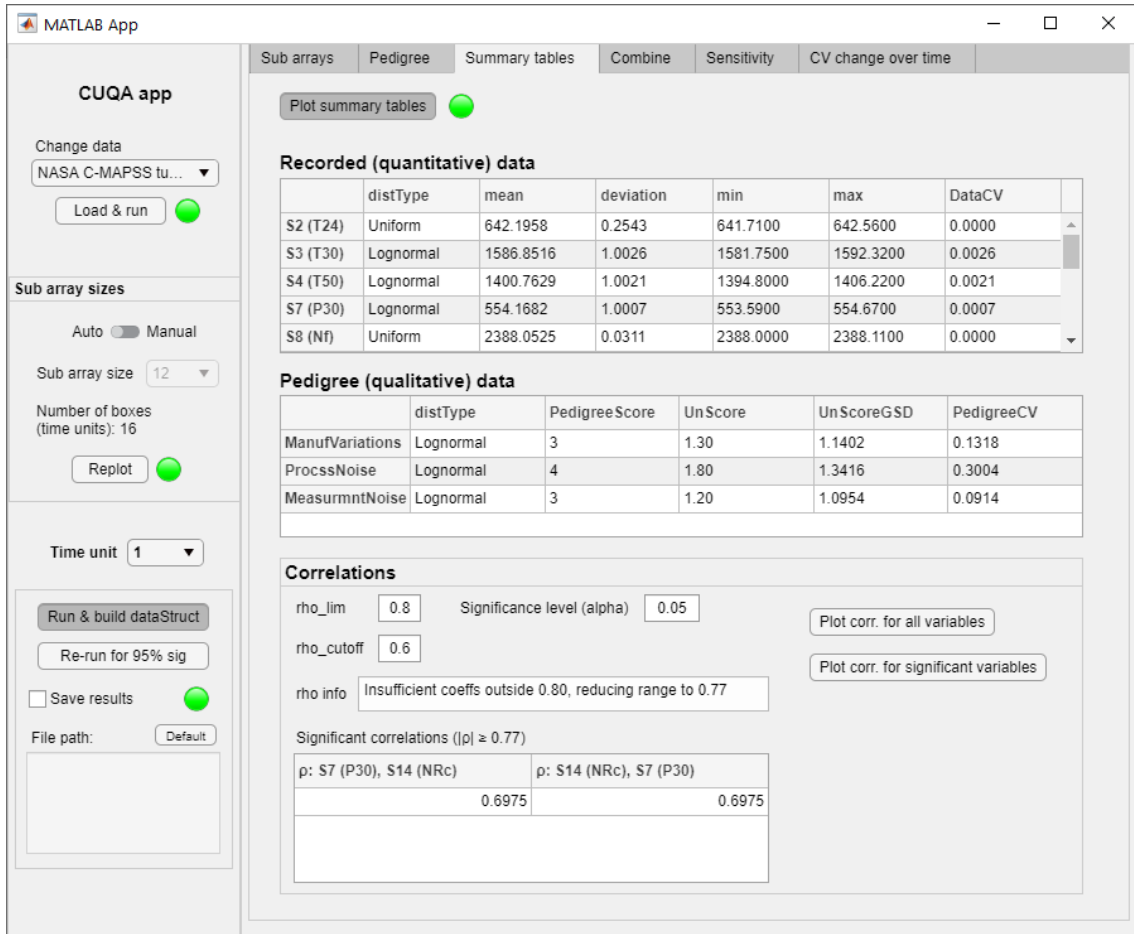 MATLAB App
CUQA app
Change data
NASA C-MAPSS tu...
Load & run
Sub array sizes
Auto Manual
Sub array size 12
Number of boxes
(time units): 16
Replot
Time unit 1
Run & build dataStruct
Re-run for 95% sig
Save results
File path: Default
Sub arrays Pedigree Summary tables Combine Sensitivity CV change over time
Plot summary tables
Recorded (quantitative) data
distType mean deviation min max DataCV
S2 (T24) Uniform 642.1958 0.2543 641.7100 642.5600 0.0000
S3 (T30) Lognormal 1586.8516 1.0026 1581.7500 1592.3200 0.0026
S4 (T50) Lognormal 1400.7629 1.0021 1394.8000 1406.2200 0.0021
S7 (P30) Lognormal 554.1682 1.0007 553.5900 554.6700 0.0007
S8 (Nf) Uniform 2388.0525 0.0311 2388.0000 2388.1100 0.0000
Pedigree (qualitative) data
distType PedigreeScore UnScore UnScoreGSD PedigreeCV
ManufVariations Lognormal 3 1.30 1.1402 0.1318
ProcssNoise Lognormal 4 1.80 1.3416 0.3004
MeasurmntNoise Lognormal 3 1.20 1.0954 0.0914
Correlations
rho_lim 0.8 Significance level (alpha) 0.05
Plot corr. for all variables
rho_cutoff 0.6
Plot corr. for significant variables
rho info Insufficient coeffs outside 0.80, reducing range to 0.77
Significant correlations (|ρ| ≥ 0.77)
ρ: S7 (P30), S14 (NRc) ρ: S14 (NRc), S7 (P30)
0.6975 0.6975